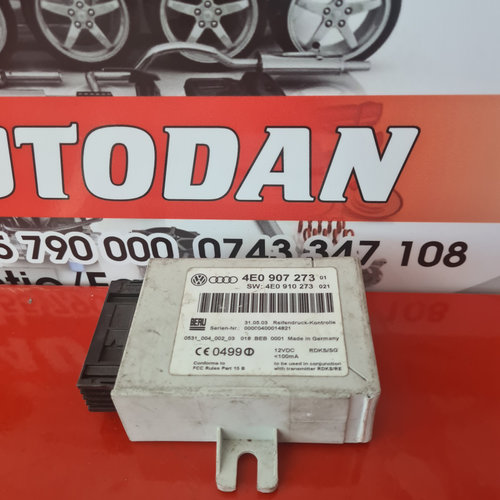 OTODAN
6 790 000 0743 347 108
4E0 907 273 01
SW: 4E0 910 273 021
BERU
31.05.03 Reifendruck-Kontrolle
Serien-Nr.: 00000400014821
0531_004_002_03 018 BEB 0001 Made in Germany
CE 0499
12VDC RDKS/SG
<100mA
Conforms to
FCC Rules Part 15 B
to be used in conjunction
with transmitter RDKS/RE